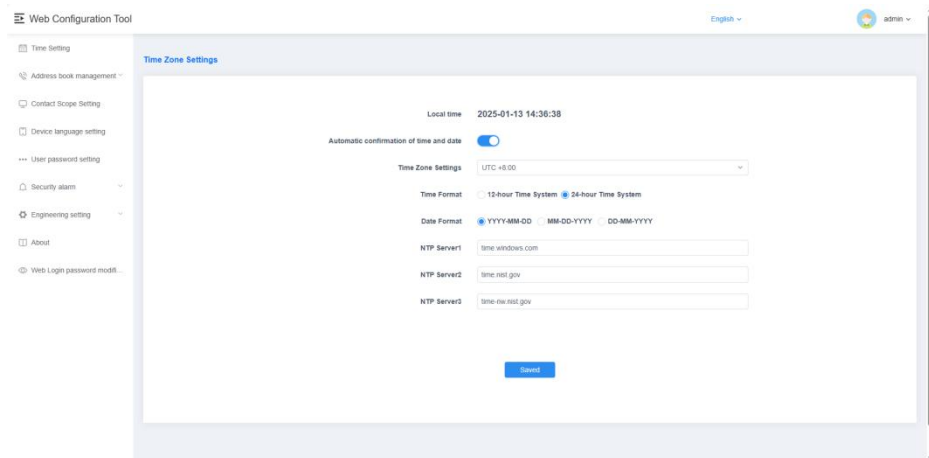 Web Configuration Tool
English
admin
Time Setting
Address book management
Contact Scope Setting
Device language setting
User password setting
Security alarm
Engineering setting
About
Web Login password modifi...
Time Zone Settings
Local time 2025-01-13 14:36:38
Automatic confirmation of time and date
Time Zone Settings UTC +8:00
Time Format 12-hour Time System 24-hour Time System
Date Format YYYY-MM-DD MM-DD-YYYY DD-MM-YYYY
NTP Server1 time.windows.com
NTP Server2 time.nist.gov
NTP Server3 time-nw.nist.gov
Saved